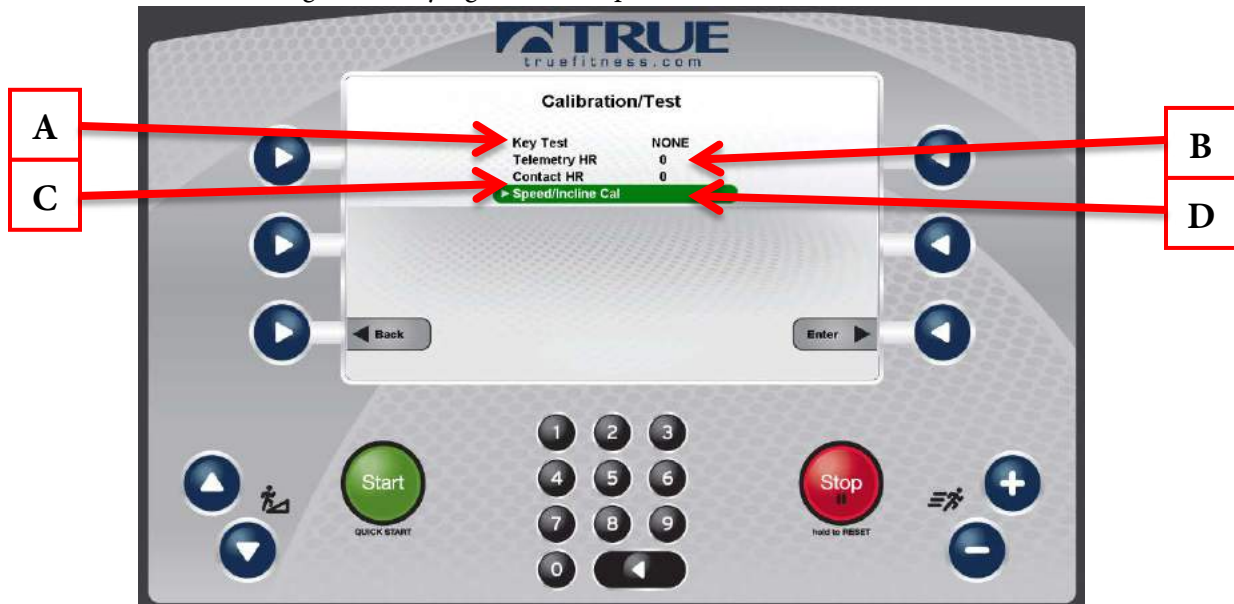 TRUE
truefitness.com
Calibration/Test
A
Key Test NONE
B
Telemetry HR 0
C
Contact HR 0
Speed/Incline Cal
D
Back
Enter
1 2 3
Start
4 5 6
Stop
QUICK START
7 8 9
hold to RESET
0